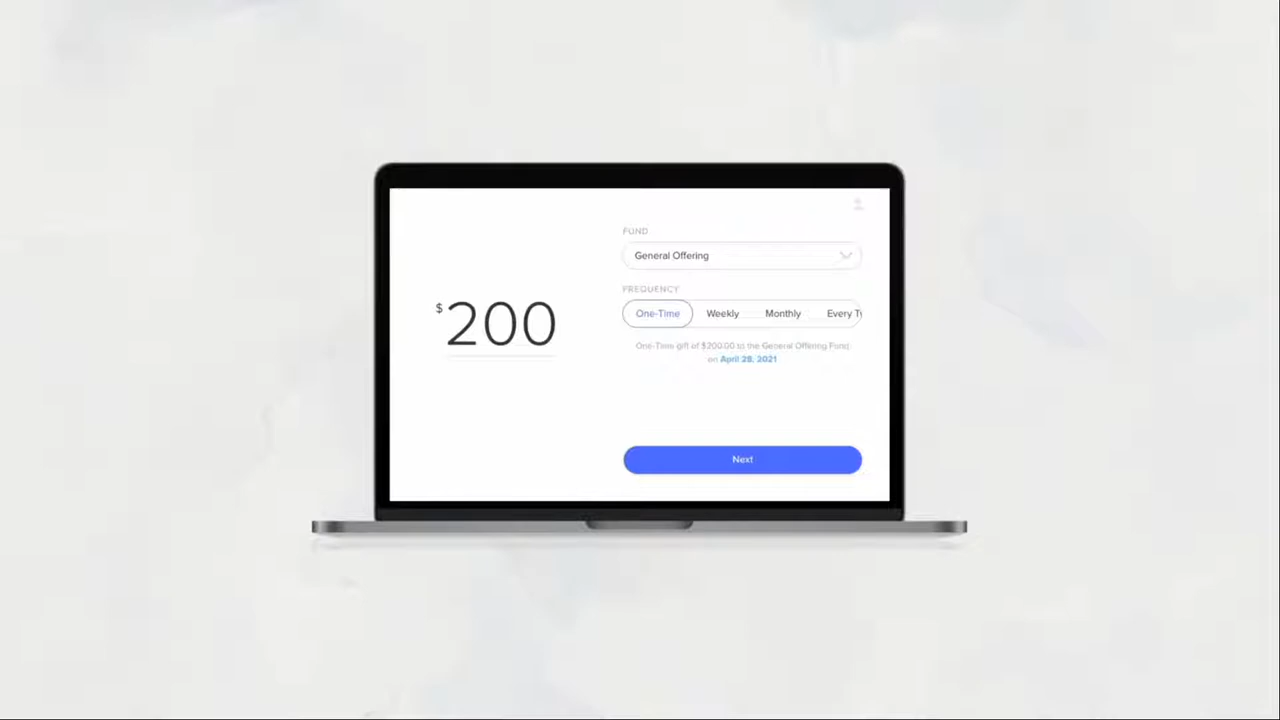 $200
FUND
General Offering
FREQUENCY
One-Time Weekly Monthly Every
One-Time gift of $200.00 to the General Offering Fund
on April 28, 2021
Next